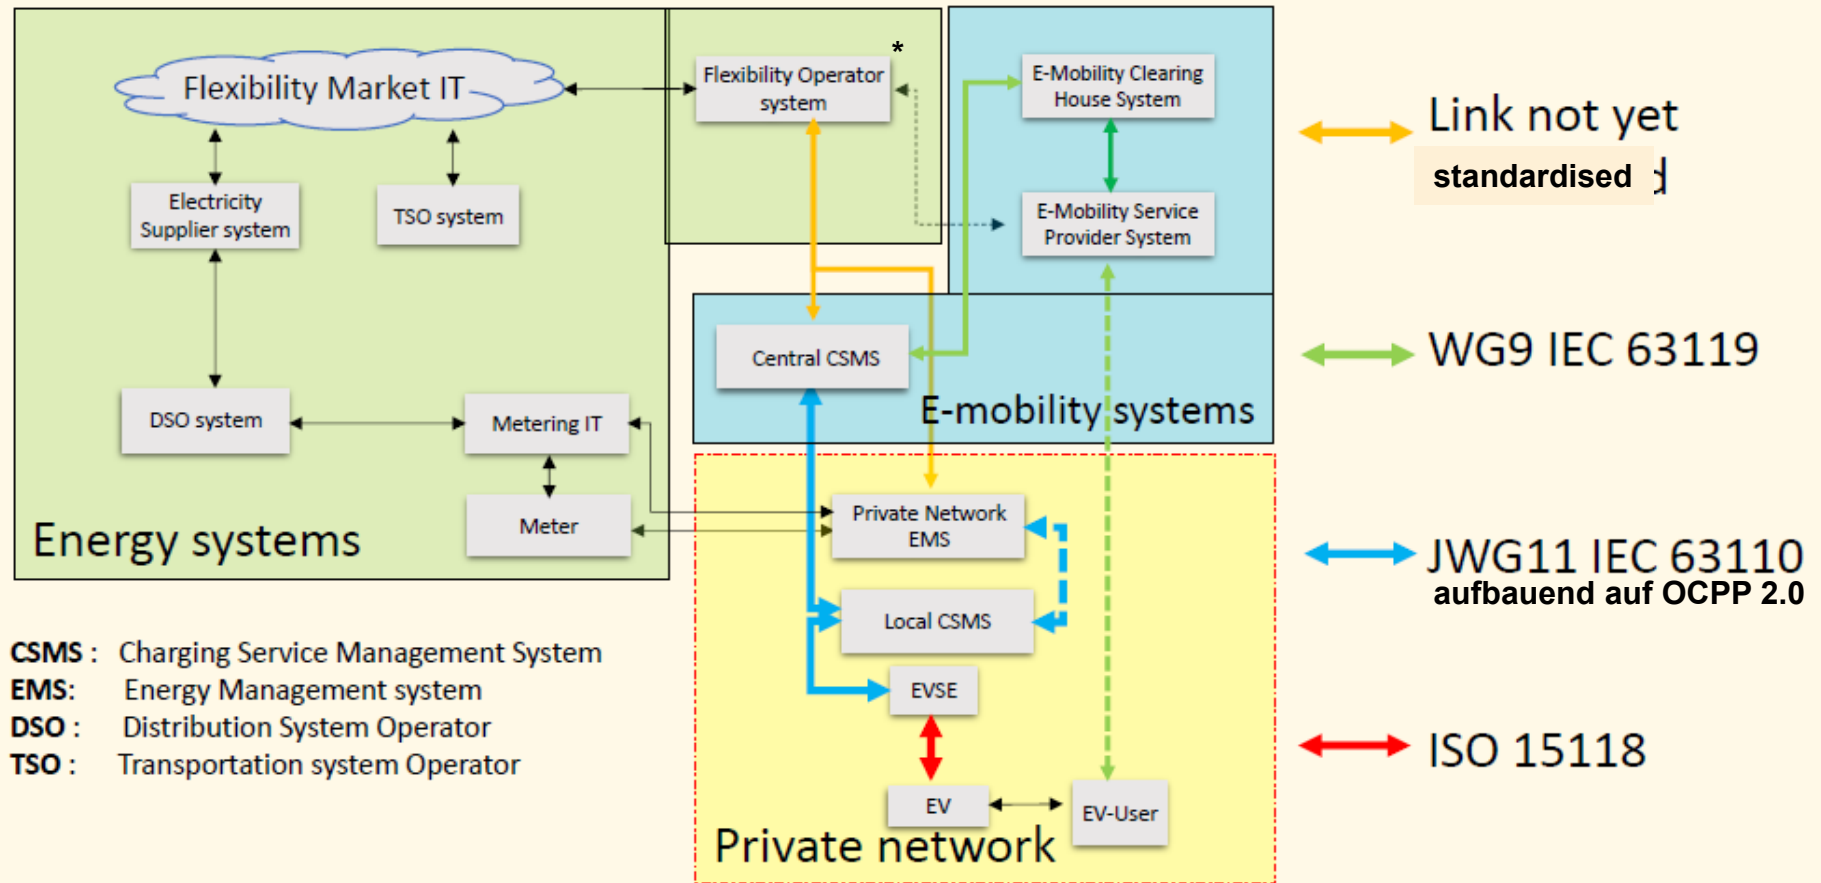 *
Flexibility Market IT
Flexibility Operator
system
E-Mobility Clearing
House System
Link not yet
standardised d
Electricity
Supplier system
TSO system
E-Mobility Service
Provider System
Central CSMS
WG9 IEC 63119
E-mobility systems
DSO system
Metering IT
Meter
Energy systems
Private Network
EMS
JWG11 IEC 63110
aufbauend auf OCPP 2.0
Local CSMS
CSMS : Charging Service Management System
EMS: Energy Management system
DSO : Distribution System Operator
TSO : Transportation system Operator
EVSE
ISO 15118
EV
EV-User
Private network